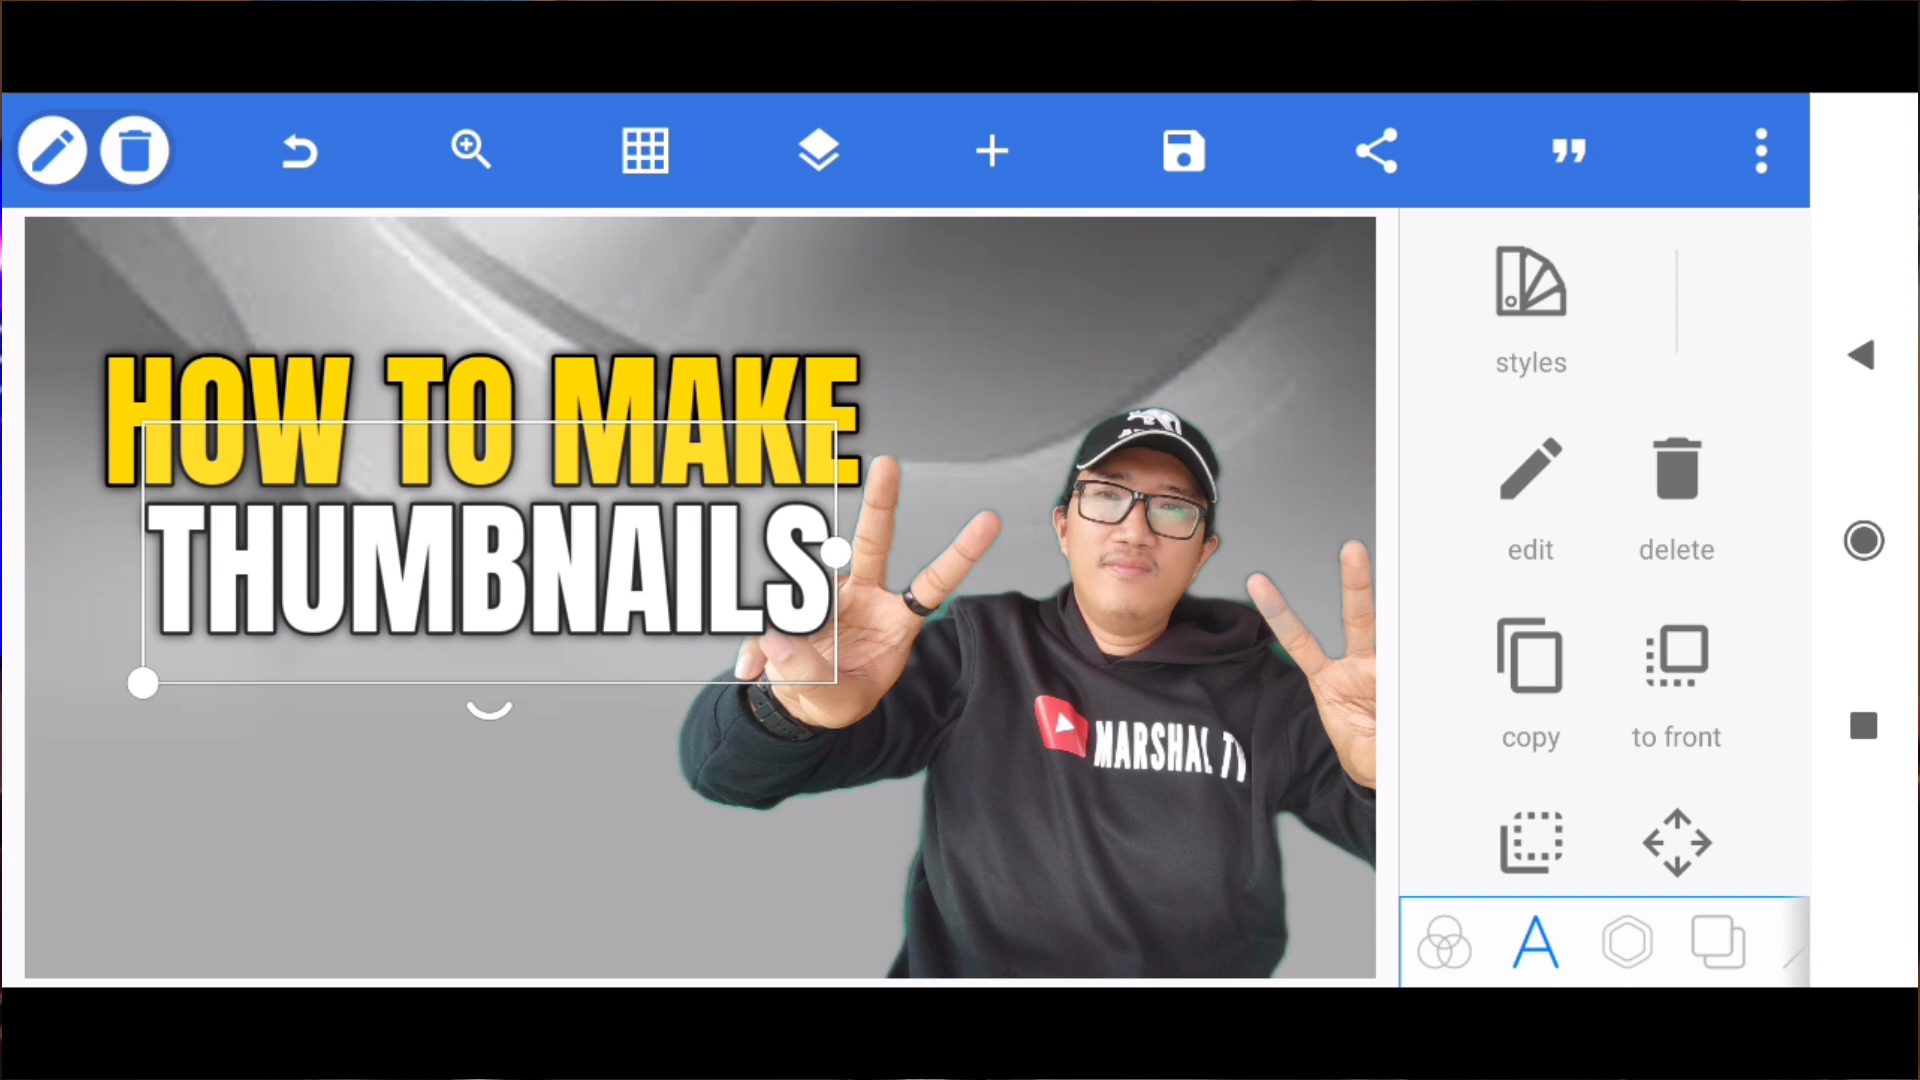 HOW TO MAKE
THUMBNAILS
MARSHAL TV
styles
edit
delete
copy
to front